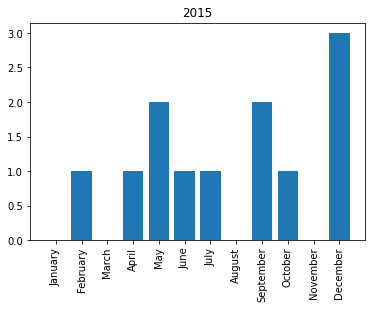 2015
3.0
2.5
2.0
1.5
1.0
0.5
0.0
January
February
March
April
May
June
July
August
September
October
November
December